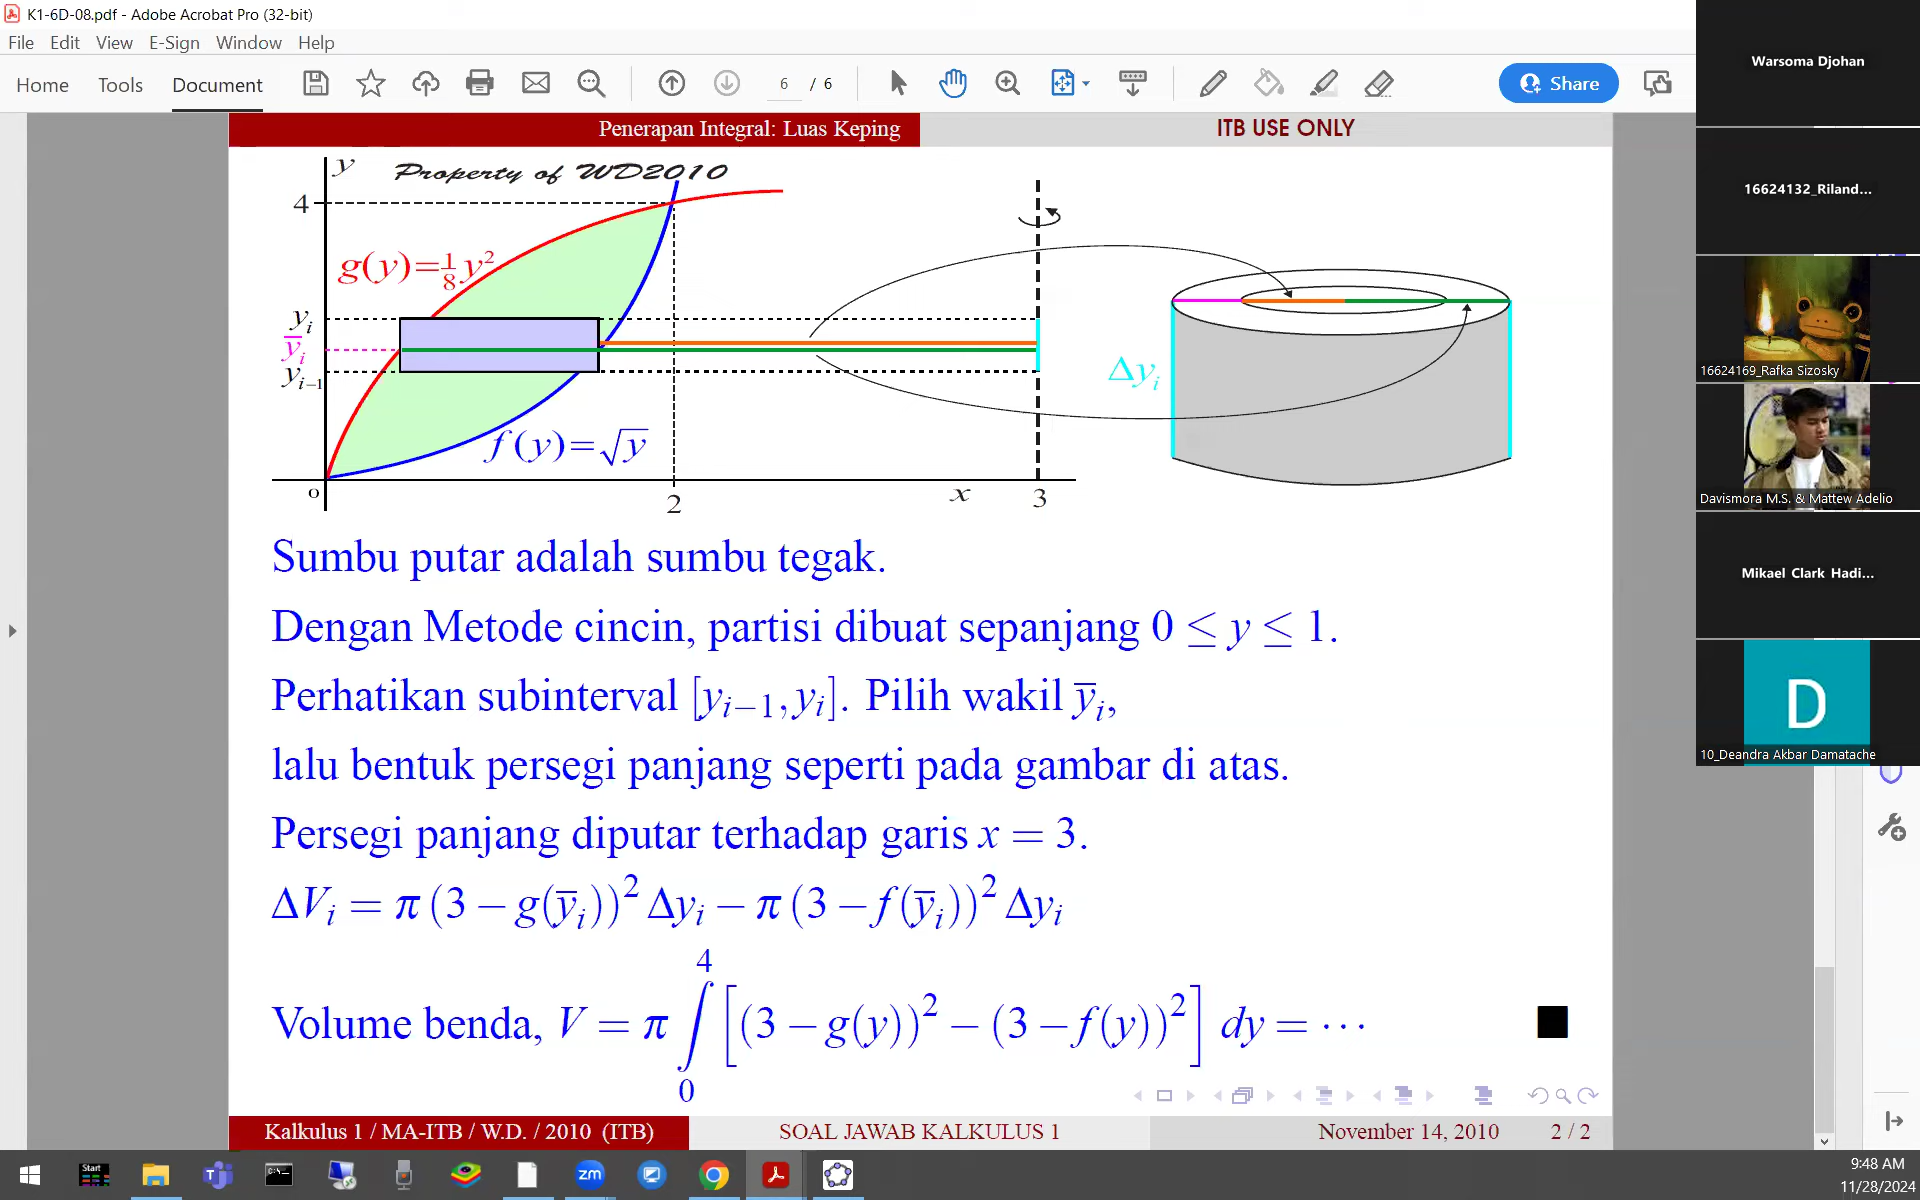 K1-6D-08.pdf - Adobe Acrobat Pro (32-bit)
File Edit View E-Sign Window Help
Home Tools Document 6 / 6 Share
Penerapan Integral: Luas Keping ITB USE ONLY
y Property of WD2010
4
g(y)=⅛y²
yᵢ
ȳᵢ
yᵢ₋₁
Δyᵢ
f(y)=√y
o 2 x 3
Sumbu putar adalah sumbu tegak.
Dengan Metode cincin, partisi dibuat sepanjang 0 ≤ y ≤ 1.
Perhatikan subinterval [yᵢ₋₁, yᵢ]. Pilih wakil ȳᵢ,
lalu bentuk persegi panjang seperti pada gambar di atas.
Persegi panjang diputar terhadap garis x = 3.
ΔVᵢ = π (3 − g(ȳᵢ))² Δyᵢ − π (3 − f(ȳᵢ))² Δyᵢ
Volume benda, V = π ∫₀⁴ [(3 − g(y))² − (3 − f(y))²] dy = ⋯ ■
Kalkulus 1 / MA-ITB / W.D. / 2010 (ITB) SOAL JAWAB KALKULUS 1 November 14, 2010 2 / 2
Warsoma Djohan
16624132_Riland...
16624169_Rafka Sizosky
Davismora M.S. & Mattew Adelio
Mikael Clark Hadi...
D
10_Deandra Akbar Damatache
Start
C:\_
zm
9:48 AM
11/28/2024